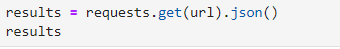 results = requests.get(url).json()
results